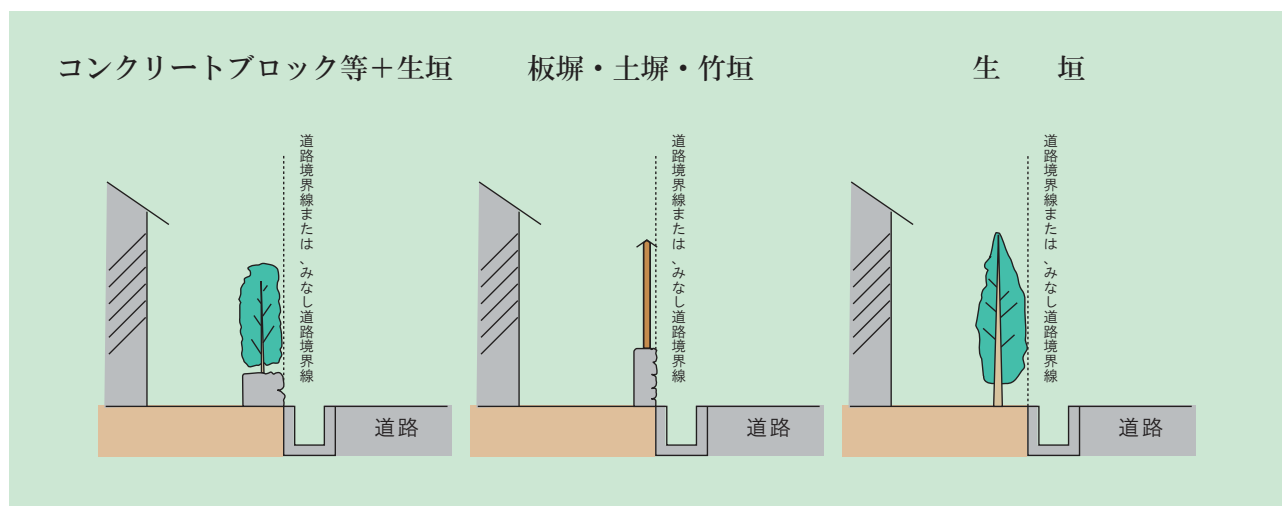 コンクリートブロック等＋生垣
道路境界線または、みなし道路境界線
道路
板塀・土塀・竹垣
道路境界線または、みなし道路境界線
道路
生　　垣
道路境界線または、みなし道路境界線
道路